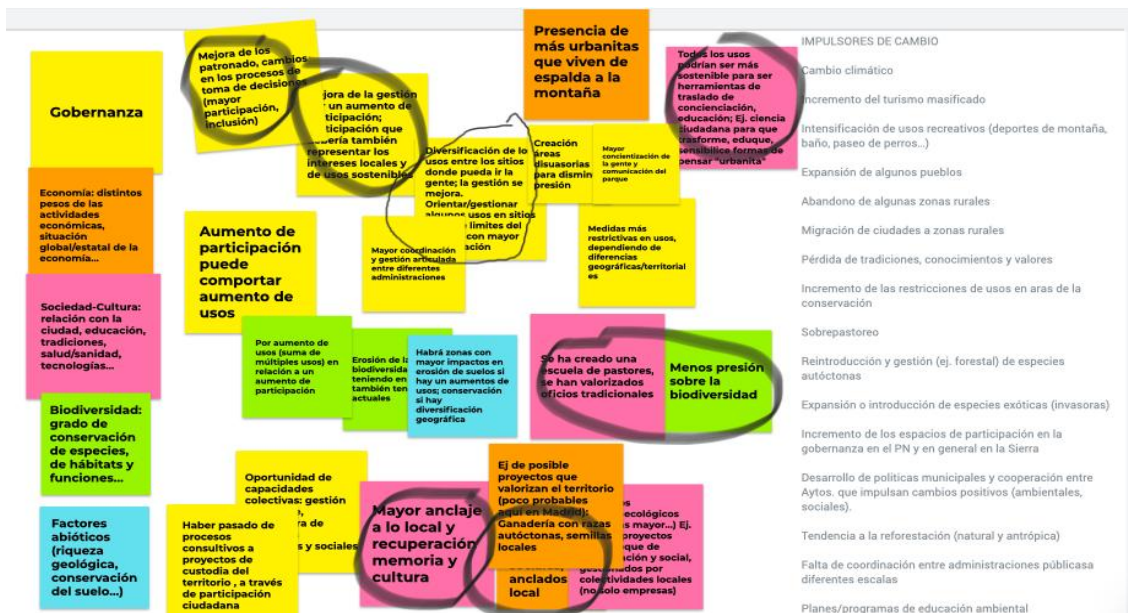 Gobernanza
Economía: distintos
pesos de las
actividades
económicas,
situación
global/estatal de la
economía...
Sociedad-Cultura:
relación con la
ciudad, educación,
tradiciones,
salud/sanidad,
tecnologías...
Biodiversidad:
grado de
conservación
de especies,
de hábitats y
funciones...
Factores
abióticos
(riqueza
geológica,
conservación
del suelo...)
Mejora de los
patronado, cambios
en los procesos de
toma de decisiones
(mayor
participación,
inclusión)
jora de la gestión
un aumento de
ticipación;
ticipación que
bería también
representar los
intereses locales y
de usos sostenibles
Diversificación de lo
usos entre los sitios
donde pueda ir la
gente; la gestión se
mejora.
Orientar/gestionar
algunos usos en sitios
limites del
con mayor
ación
Creación
áreas
disuasorias
para dismin
presión
Mayor
concientización de
la gente y
comunicación del
parque
Presencia de
más urbanitas
que viven de
espalda a la
montaña
Todos los usos
podrían ser más
sostenible para ser
herramientas de
traslado de
concienciación,
educación; Ej. ciencia
ciudadana para que
trasforme, eduque,
sensibilice formas de
pensar "urbanita"
Aumento de
participación
puede
comportar
aumento de
usos
Mayor coordinación
y gestión articulada
entre diferentes
administraciones
Medidas más
restrictivas en usos,
dependiendo de
diferencias
geográficas/territorial
es
Por aumento de
usos (suma de
múltiples usos) en
relación a un
aumento de
participación
Erosión de la
biodiversida
teniendo en
también ten
actuales
Habrá zonas con
mayor impactos en
erosión de suelos si
hay un aumentos de
usos; conservación
si hay
diversificación
geográfica
Se ha creado una
escuela de pastores,
se han valorizados
oficios tradicionales
Menos presión
sobre la
biodiversidad
Oportunidad de
capacidades
colectivas: gestión
ra de
s y sociales
Haber pasado de
procesos
consultivos a
proyectos de
custodia del
territorio , a través
de participación
ciudadana
Mayor anclaje
a lo local y
recuperación
memoria y
cultura
Ej de posible
proyectos que
valorizan el territorio
(poco probables
aquí en Madrid):
Ganadería con razas
autóctonas, semillas
locales
anclados
local
oecológicos
s mayor...) Ej.
proyectos
oque de
ación y social,
gestionados por
colectividades locales
(no solo empresas)
IMPULSORES DE CAMBIO
Cambio climático
Incremento del turismo masificado
Intensificación de usos recreativos (deportes de montaña,
baño, paseo de perros...)
Expansión de algunos pueblos
Abandono de algunas zonas rurales
Migración de ciudades a zonas rurales
Pérdida de tradiciones, conocimientos y valores
Incremento de las restricciones de usos en aras de la
conservación
Sobrepastoreo
Reintroducción y gestión (ej. forestal) de especies
autóctonas
Expansión o introducción de especies exóticas (invasoras)
Incremento de los espacios de participación en la
gobernanza en el PN y en general en la Sierra
Desarrollo de políticas municipales y cooperación entre
Aytos. que impulsan cambios positivos (ambientales,
sociales).
Tendencia a la reforestación (natural y antrópica)
Falta de coordinación entre administraciones públicasa
diferentes escalas
Planes/programas de educación ambiental